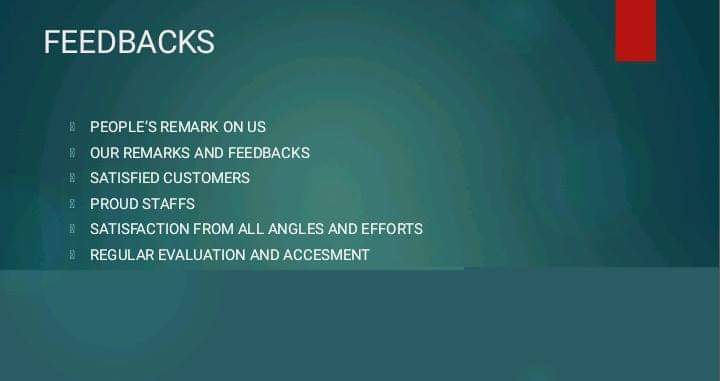 FEEDBACKS
PEOPLE'S REMARK ON US
OUR REMARKS AND FEEDBACKS
SATISFIED CUSTOMERS
PROUD STAFFS
SATISFACTION FROM ALL ANGLES AND EFFORTS
REGULAR EVALUATION AND ACCESMENT